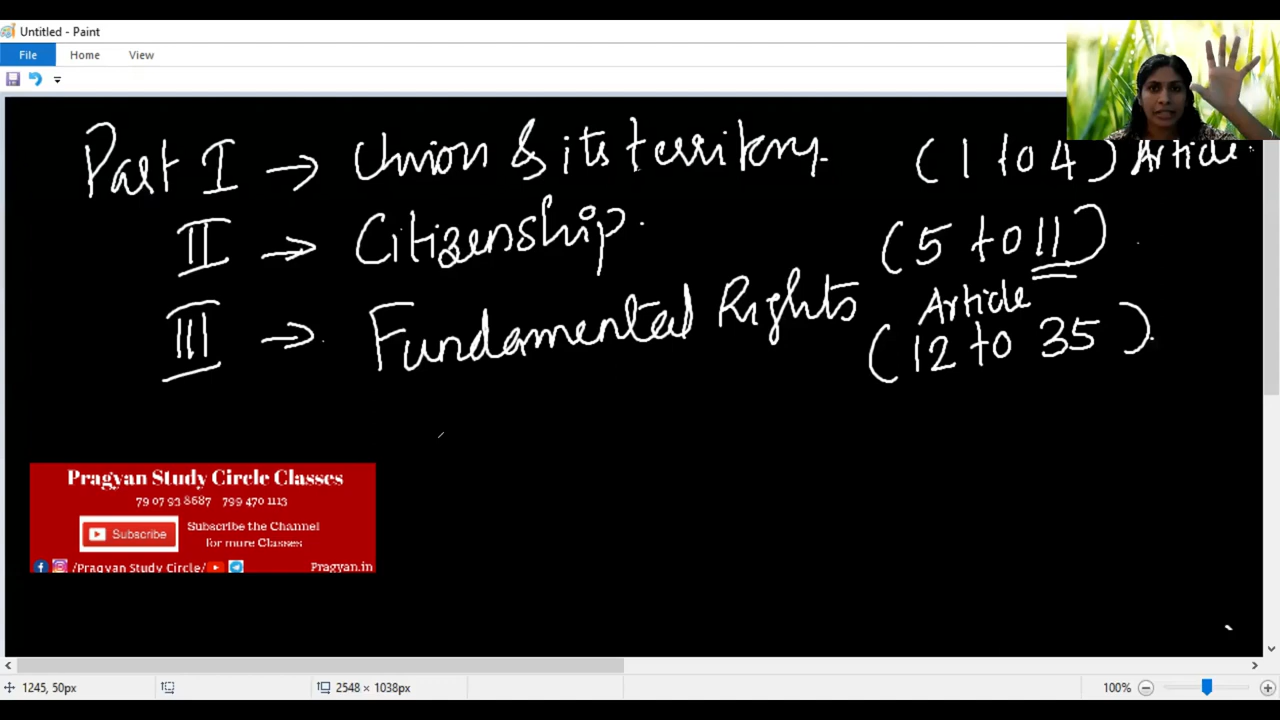 Untitled - Paint
File Home View
Part I → Union & its territory. (1 to 4) Article.
II → Citizenship. (5 to 11)
III → Fundamental Rights Article (12 to 35).
Pragyan Study Circle Classes
79 07 93 8687 799 470 1113
Subscribe
Subscribe the Channel
for more Classes
/Pragyan Study Circle/
Pragyan.in
1245, 50px 2548 × 1038px 100%